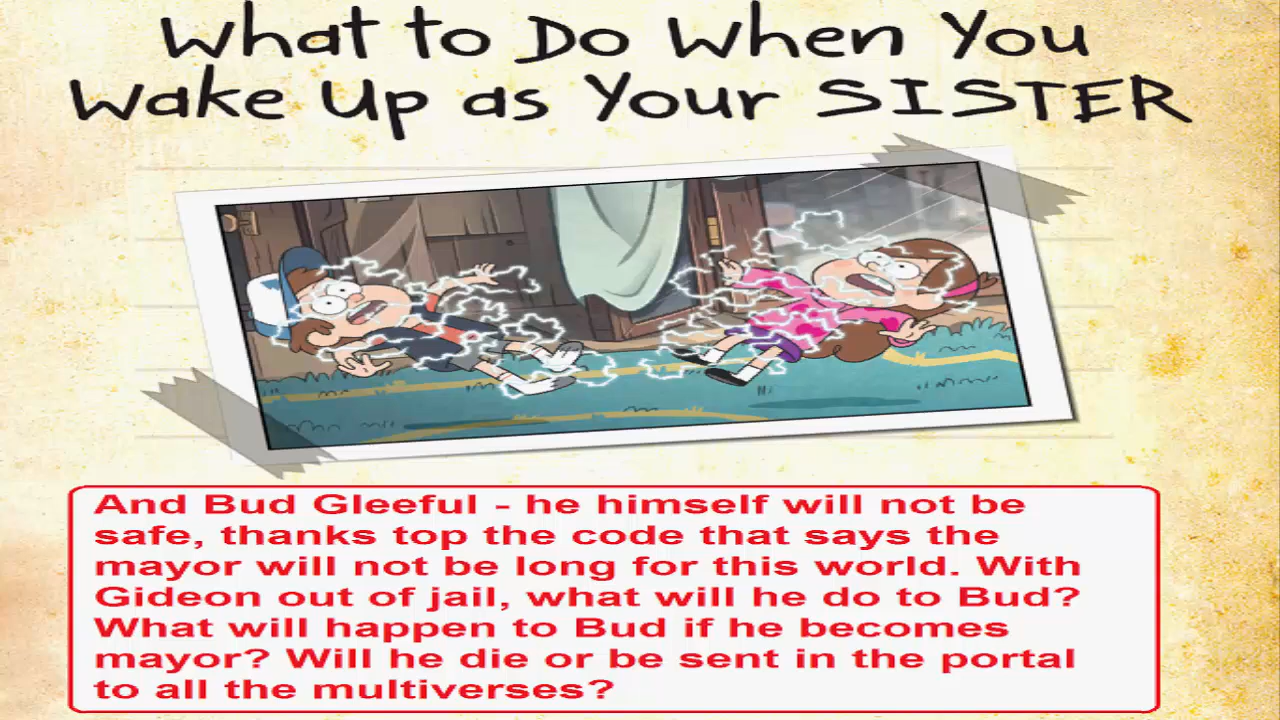 What to Do When You
Wake Up as Your SISTER
And Bud Gleeful - he himself will not be
safe, thanks top the code that says the
mayor will not be long for this world. With
Gideon out of jail, what will he do to Bud?
What will happen to Bud if he becomes
mayor? Will he die or be sent in the portal
to all the multiverses?